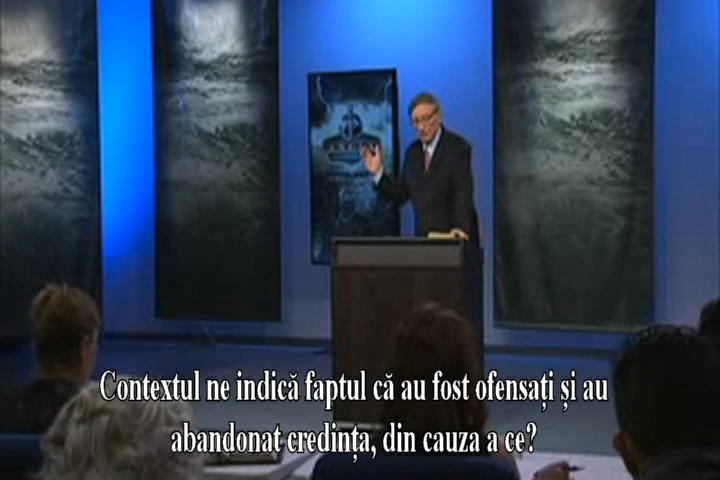 Contextul ne indică faptul că au fost ofensați și au
abandonat credința, din cauza a ce?